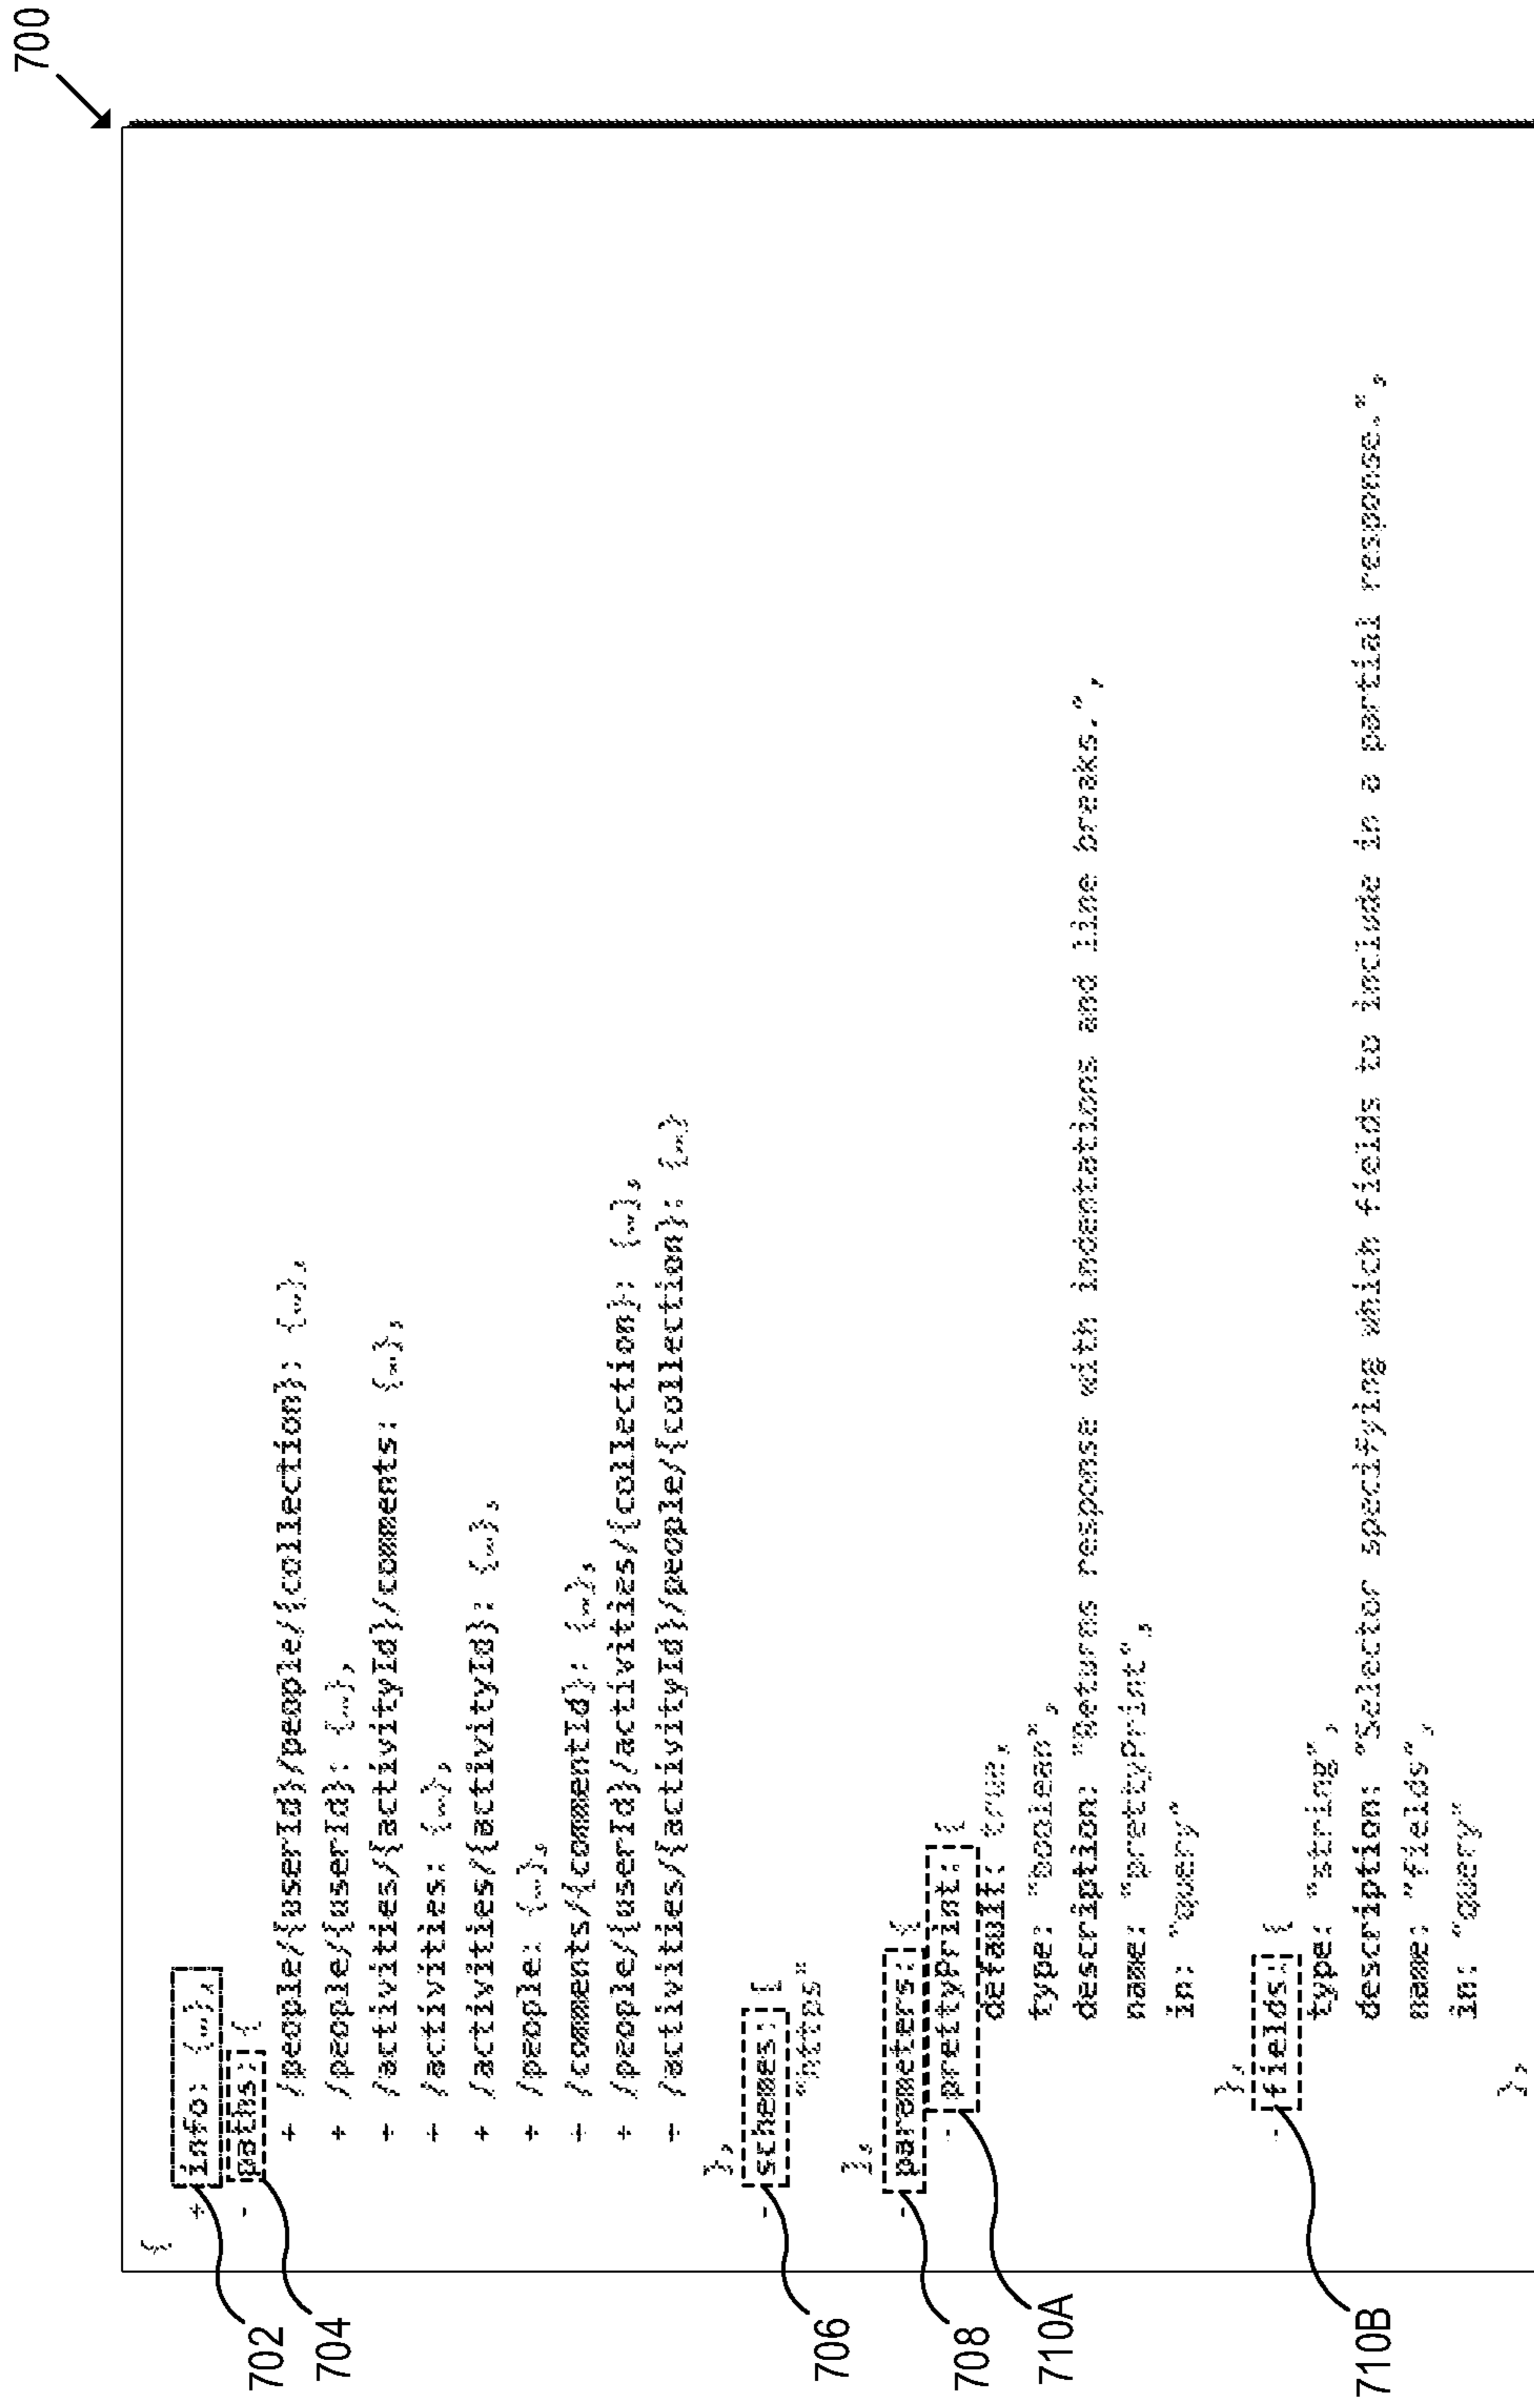 700
{
+ info: {…},
- paths: {
+ /people/{userId}/people/{collection}: {…},
+ /people/{userId}: {…},
+ /activities/{activityId}/comments: {…},
+ /activities: {…},
+ /activities/{activityId}: {…},
+ /people: {…},
+ /comments/{commentId}: {…},
+ /people/{userId}/activities/{collection}: {…},
+ /activities/{activityId}/people/{collection}: {…}
},
- schemes: [
"https"
],
- parameters: {
- prettyPrint: {
default: true,
type: "boolean",
description: "Returns response with indentations and line breaks.",
name: "prettyPrint",
in: "query"
},
- fields: {
type: "string",
description: "Selector specifying which fields to include in a partial response.",
name: "fields",
in: "query"
},
702
704
706
708
710A
710B